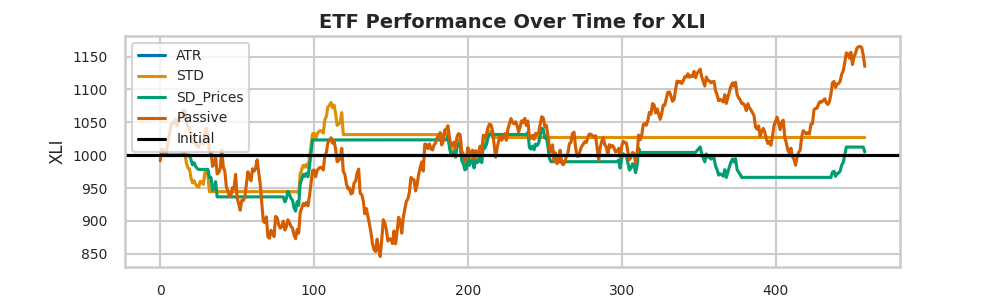 ETF Performance Over Time for XLI
XLI
1150
1100
1050
1000
950
900
850
ATR
STD
SD_Prices
Passive
Initial
0
100
200
300
400